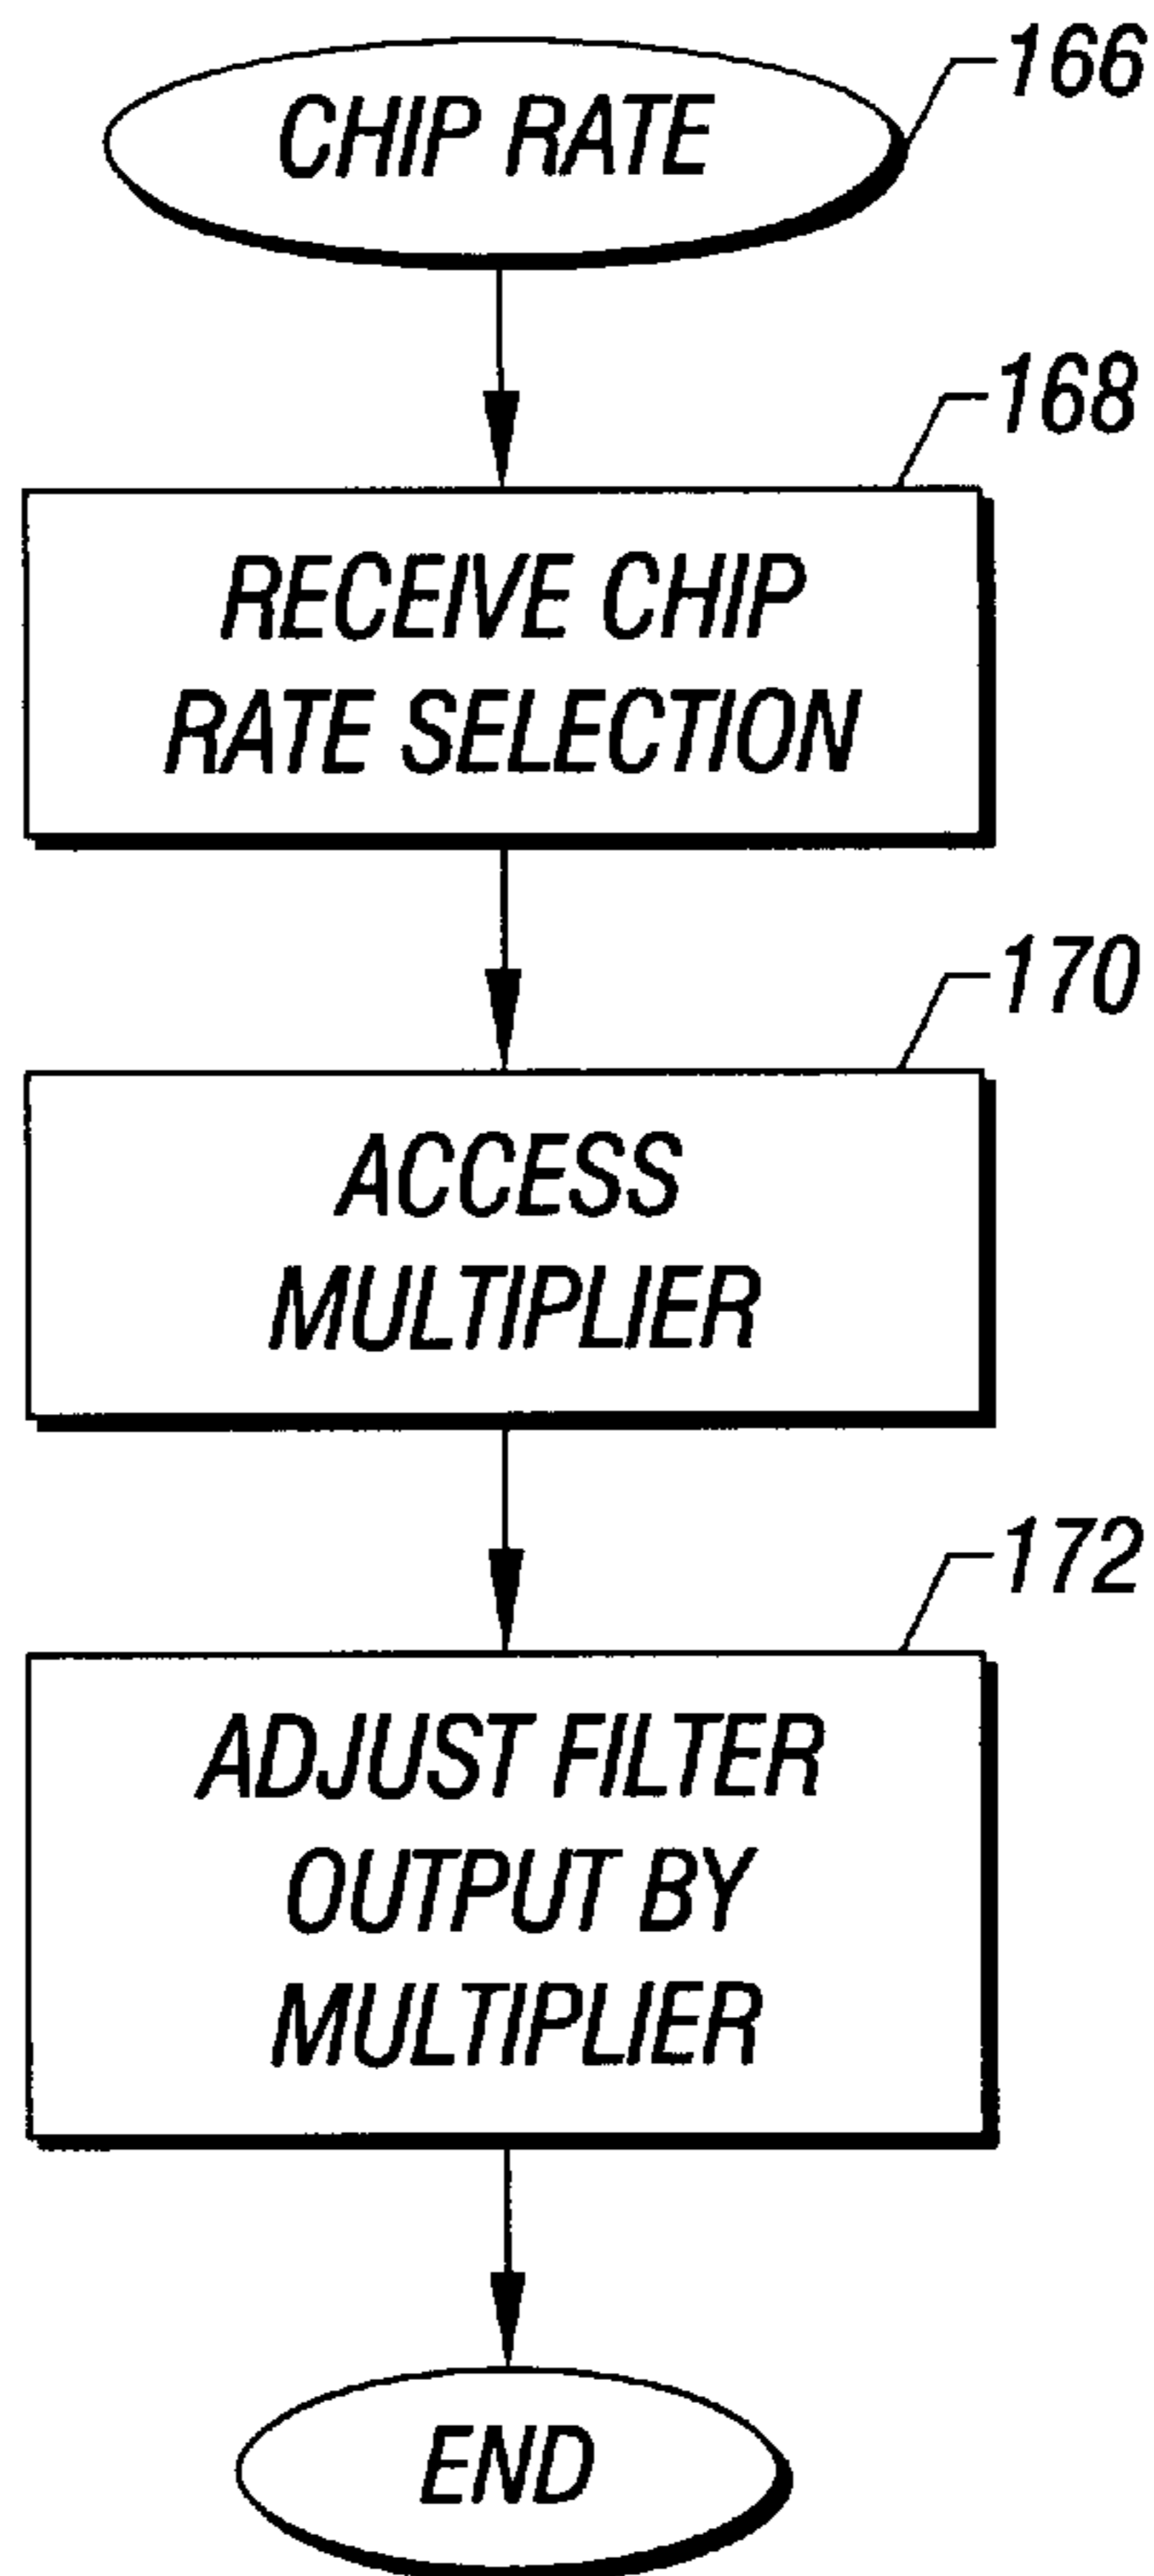 166
CHIP RATE
168
RECEIVE CHIP
RATE SELECTION
170
ACCESS
MULTIPLIER
172
ADJUST FILTER
OUTPUT BY
MULTIPLIER
END